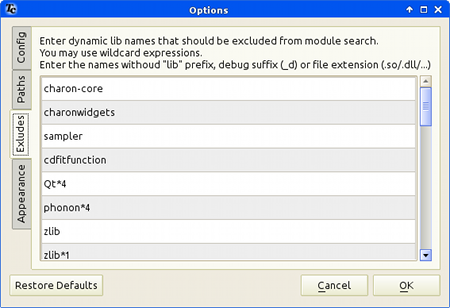 Options
Config
Paths
Exludes
Appearance
Enter dynamic lib names that should be excluded from module search.
You may use wildcard expressions.
Enter the names withoud "lib" prefix, debug suffix (_d) or file extension (.so/.dll/...)
charon-core
charonwidgets
sampler
cdfitfunction
Qt*4
phonon*4
zlib
zlib*1
Restore Defaults
Cancel
OK